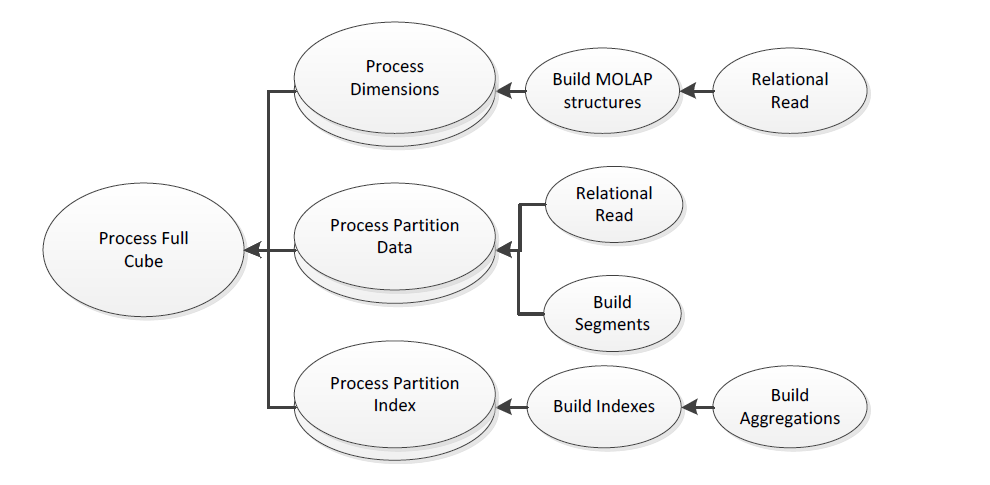 Process
Dimensions
Build MOLAP
structures
Relational
Read
Process Full
Cube
Process Partition
Data
Relational
Read
Build
Segments
Process Partition
Index
Build Indexes
Build
Aggregations